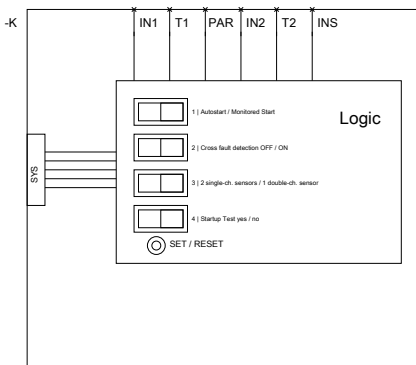 -K
IN1
T1
PAR
IN2
T2
INS
1 | Autostart / Monitored Start
Logic
2 | Cross fault detection OFF / ON
SYS
3 | 2 single-ch. sensors / 1 double-ch. sensor
4 | Startup Test yes / no
SET / RESET